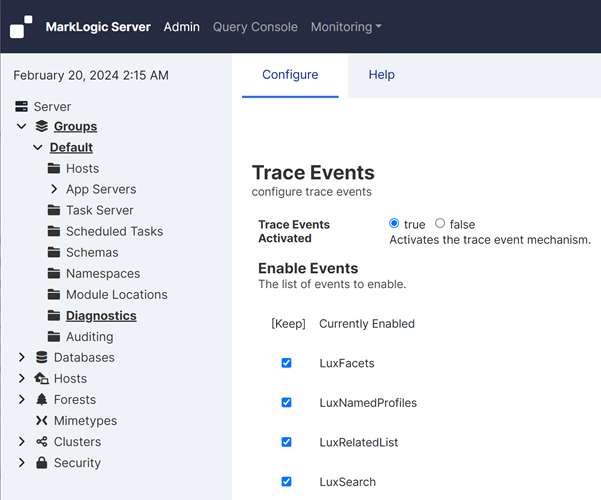 MarkLogic Server Admin Query Console Monitoring
February 20, 2024 2:15 AM
Configure Help
Server
Groups
Default
Hosts
App Servers
Task Server
Scheduled Tasks
Schemas
Namespaces
Module Locations
Diagnostics
Auditing
Databases
Hosts
Forests
Mimetypes
Clusters
Security
Trace Events
configure trace events
Trace Events
Activated
true false
Activates the trace event mechanism.
Enable Events
The list of events to enable.
[Keep] Currently Enabled
LuxFacets
LuxNamedProfiles
LuxRelatedList
LuxSearch